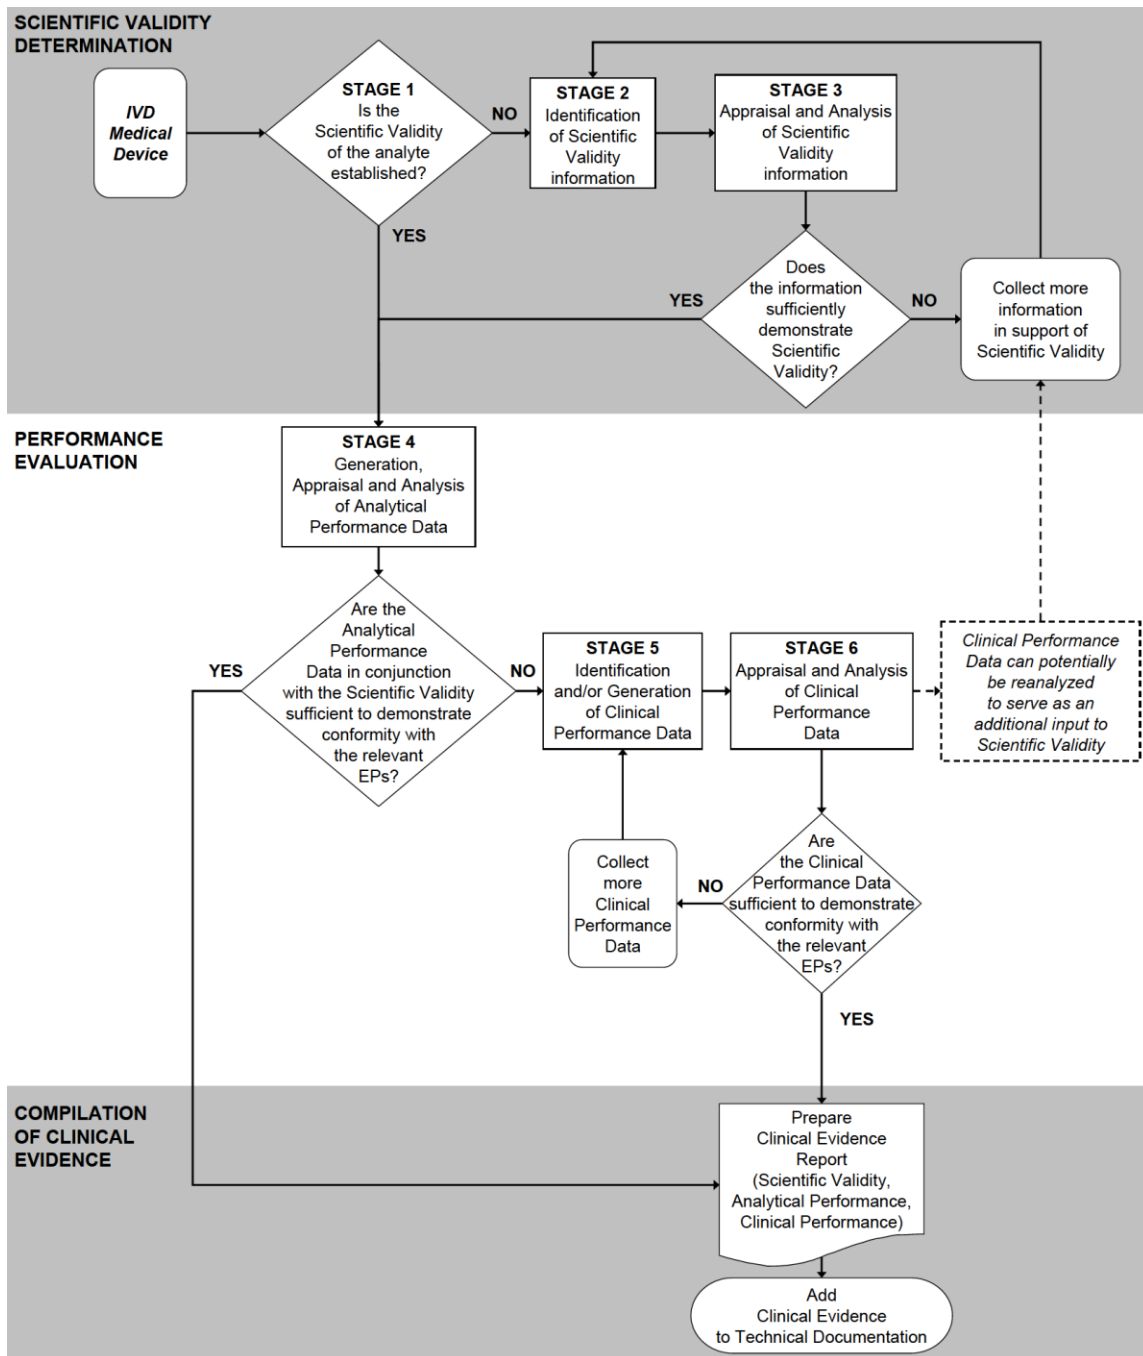 SCIENTIFIC VALIDITY
DETERMINATION
IVD
Medical
Device
STAGE 1
Is the
Scientific Validity
of the analyte
established?
NO
STAGE 2
Identification
of Scientific
Validity
information
STAGE 3
Appraisal and Analysis
of Scientific
Validity
information
YES
Does
the information
sufficiently
demonstrate
Scientific
Validity?
YES
NO
Collect more
information
in support of
Scientific Validity
PERFORMANCE
EVALUATION
STAGE 4
Generation,
Appraisal and Analysis
of Analytical
Performance Data
Are the
Analytical
Performance
Data in conjunction
with the Scientific Validity
sufficient to demonstrate
conformity with
the relevant
EPs?
YES
NO
STAGE 5
Identification
and/or Generation
of Clinical
Performance Data
STAGE 6
Appraisal and Analysis
of Clinical
Performance
Data
Clinical Performance
Data can potentially
be reanalyzed
to serve as an
additional input to
Scientific Validity
Collect
more
Clinical
Performance
Data
NO
Are
the Clinical
Performance Data
sufficient to demonstrate
conformity with
the relevant
EPs?
YES
COMPILATION
OF CLINICAL
EVIDENCE
Prepare
Clinical Evidence
Report
(Scientific Validity,
Analytical Performance,
Clinical Performance)
Add
Clinical Evidence
to Technical Documentation